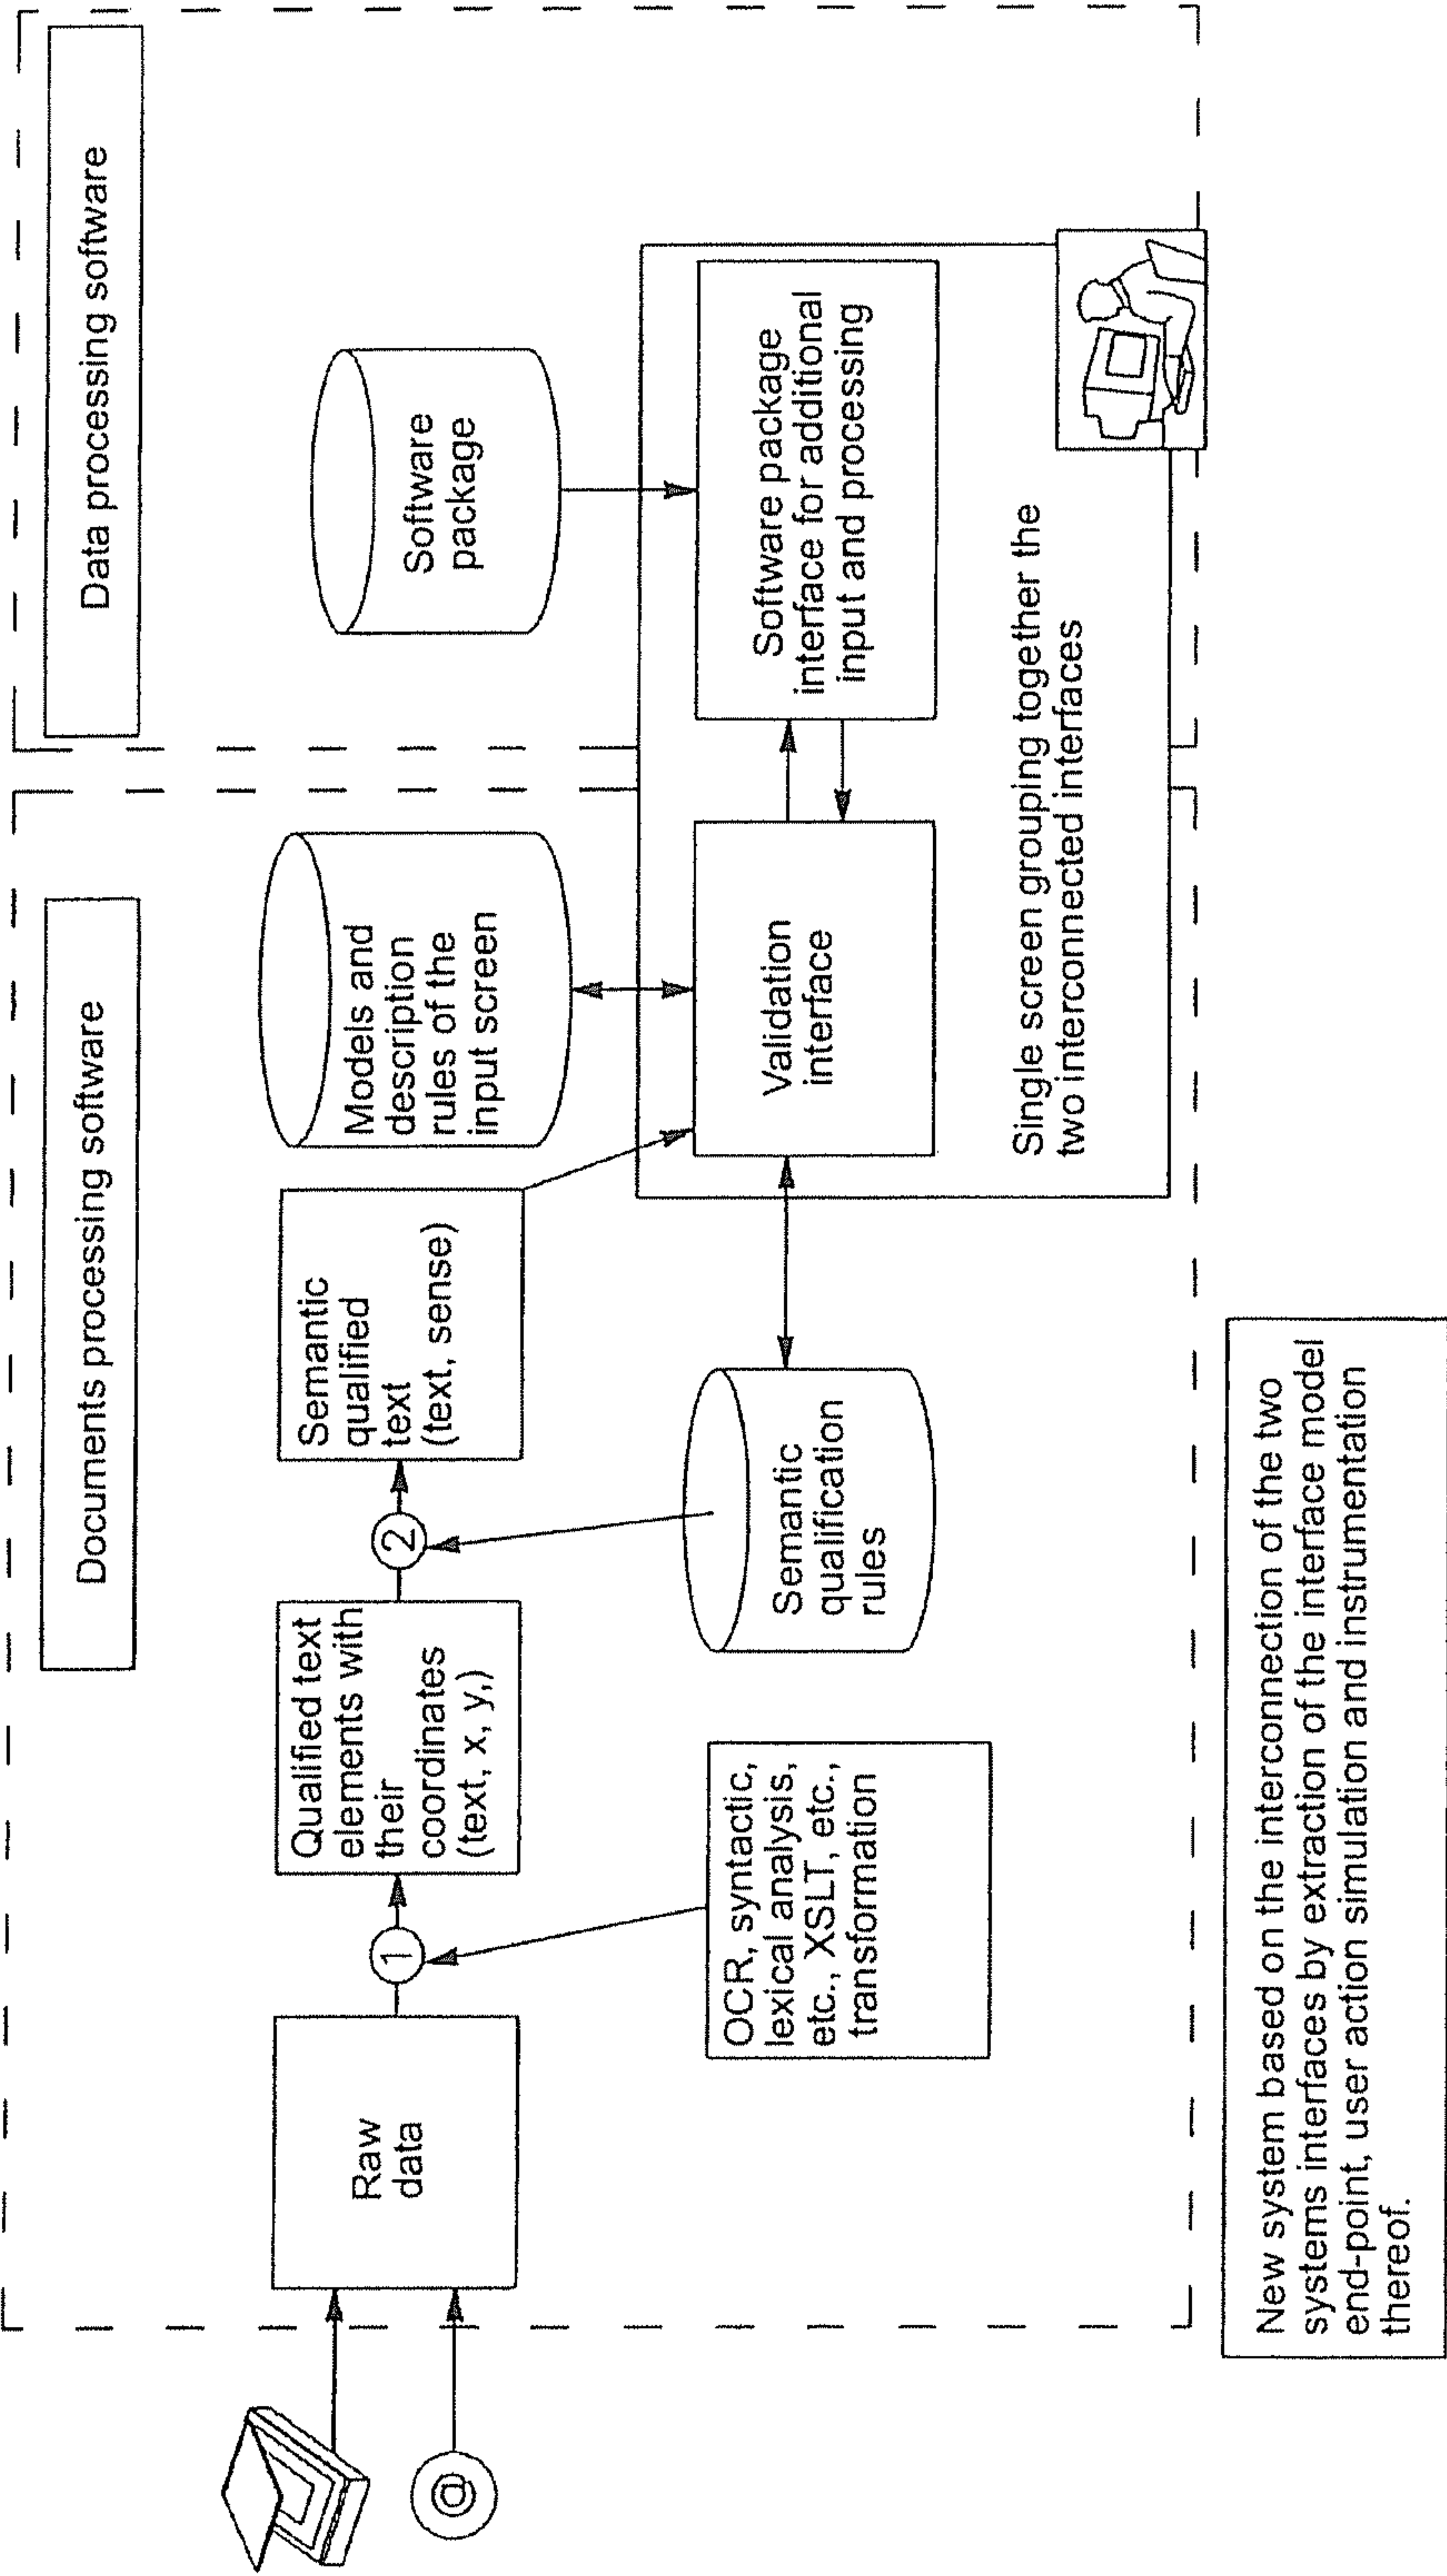 Documents processing software
Data processing software
@
Raw
data
1
Qualified text
elements with
their
coordinates
(text, x, y,)
2
Semantic
qualified
text
(text, sense)
Models and
description
rules of the
input screen
Software
package
OCR, syntactic,
lexical analysis,
etc., XSLT, etc.,
transformation
Semantic
qualification
rules
Validation
interface
Software package
interface for additional
input and processing
Single screen grouping together the
two interconnected interfaces
New system based on the interconnection of the two
systems interfaces by extraction of the interface model
end-point, user action simulation and instrumentation
thereof.